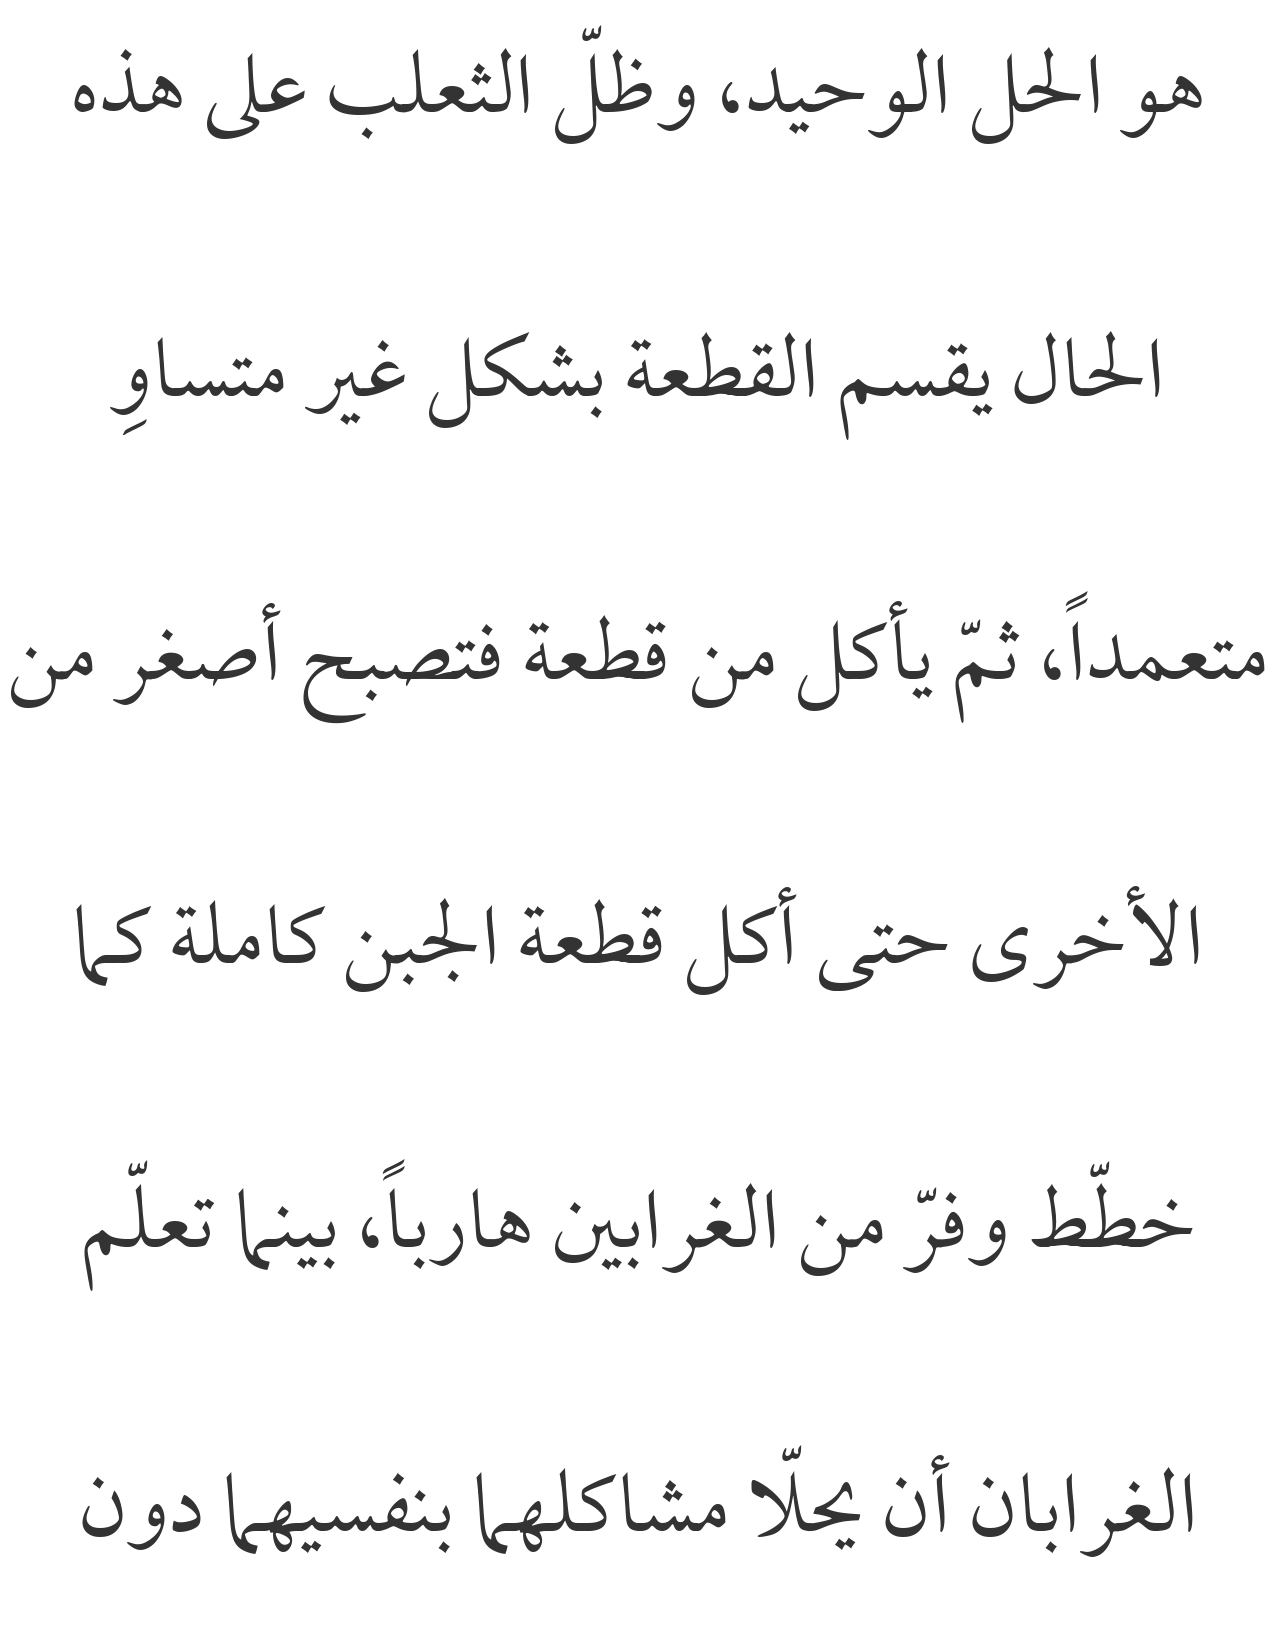 هو الحل الوحيد، وظلّ الثعلب على هذه
الحال يقسم القطعة بشكل غير متساوِ
متعمداً، ثمّ يأكل من قطعة فتصبح أصغر من
الأخرى حتى أكل قطعة الجبن كاملة كما
خطّط وفرّ من الغرابين هارباً، بينما تعلّم
الغرابان أن يحلّا مشاكلهما بنفسيهما دون